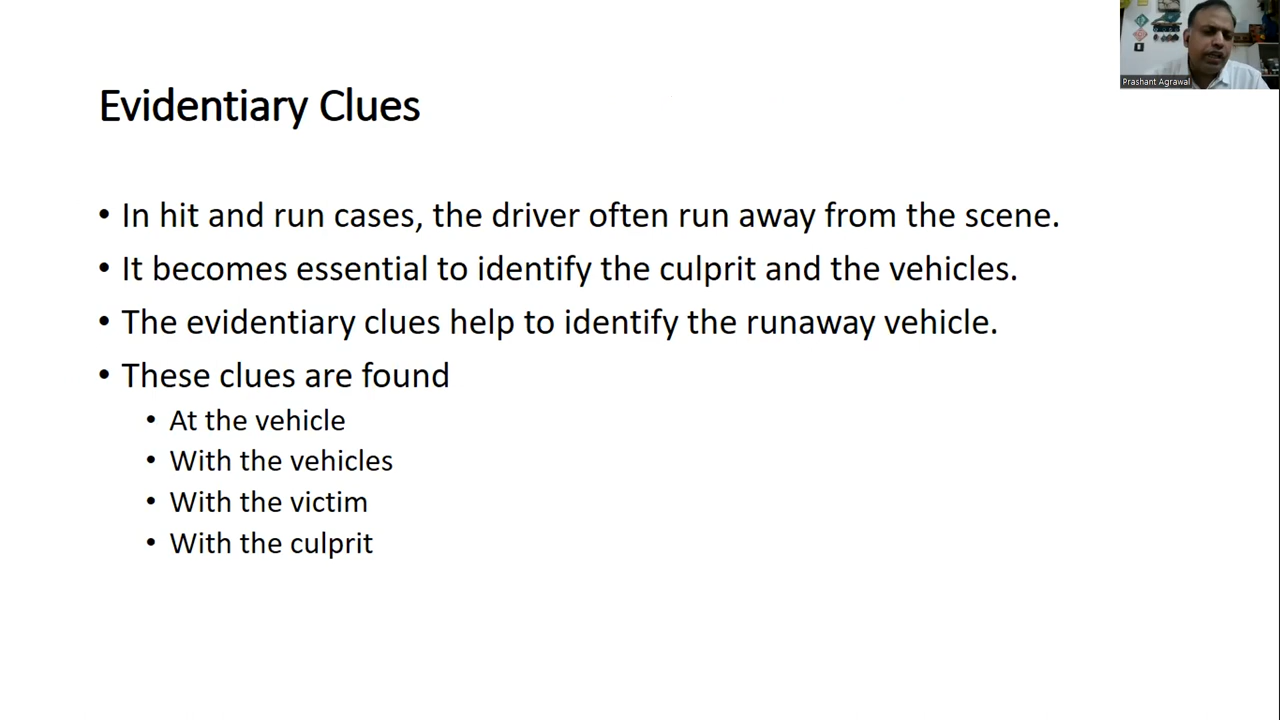 Prashant Agrawal
Evidentiary Clues
• In hit and run cases, the driver often run away from the scene.
• It becomes essential to identify the culprit and the vehicles.
• The evidentiary clues help to identify the runaway vehicle.
• These clues are found
• At the vehicle
• With the vehicles
• With the victim
• With the culprit